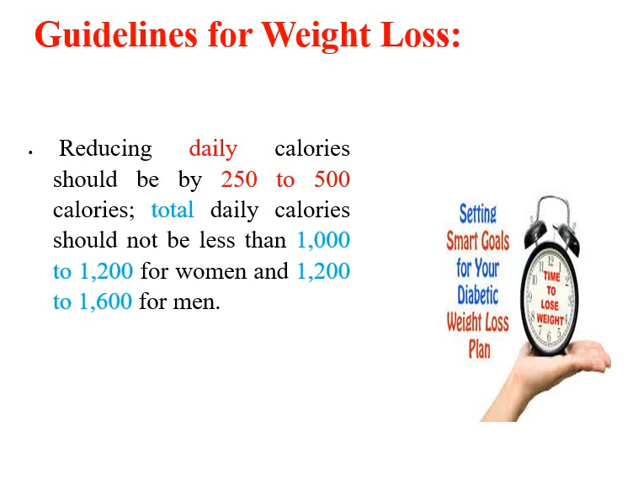 Guidelines for Weight Loss:
• Reducing daily calories
should be by 250 to 500
calories; total daily calories
should not be less than 1,000
to 1,200 for women and 1,200
to 1,600 for men.
Setting
Smart Goals
for Your
Diabetic
Weight Loss
Plan
TIME
TO
LOSE
WEIGHT